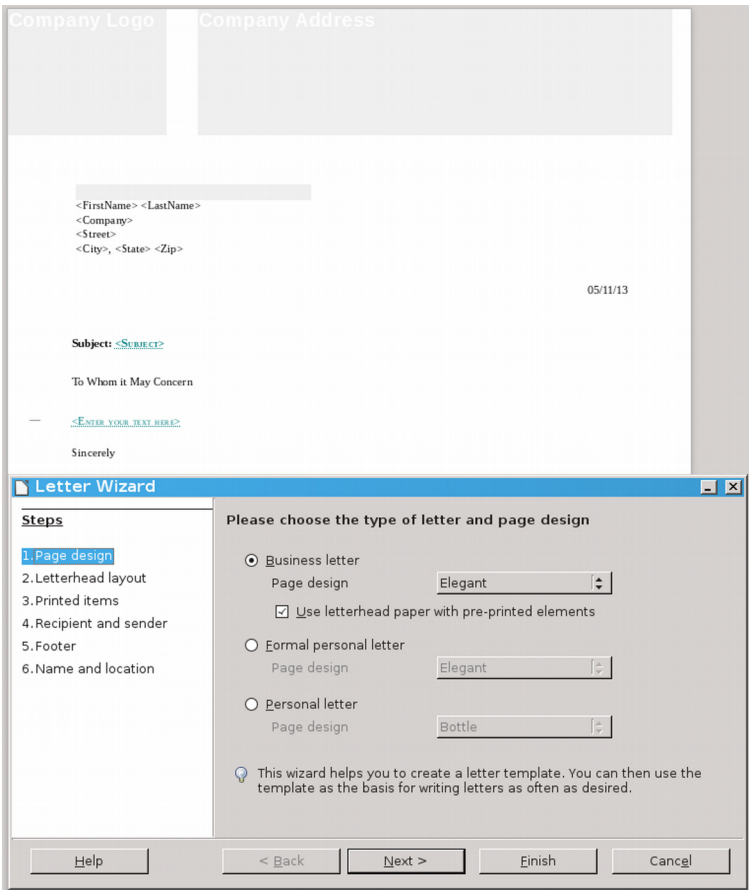 Company Logo Company Address
<FirstName> <LastName>
<Company>
<Street>
<City>, <State> <Zip>
05/11/13
Subject: <SUBJECT>
To Whom it May Concern
<ENTER YOUR TEXT HERE>
Sincerely
Letter Wizard
Steps
1.Page design
2.Letterhead layout
3.Printed items
4.Recipient and sender
5.Footer
6.Name and location
Please choose the type of letter and page design
Business letter
Page design Elegant
Use letterhead paper with pre-printed elements
Formal personal letter
Page design Elegant
Personal letter
Page design Bottle
This wizard helps you to create a letter template. You can then use the
template as the basis for writing letters as often as desired.
Help < Back Next > Finish Cancel